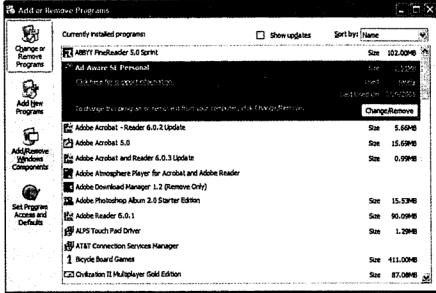 Add or Remove Programs
Change or Remove Programs
Add New Programs
Add/Remove Windows Components
Set Program Access and Defaults
Currently installed programs:
Show updates
Sort by: Name
ABBYY FineReader 5.0 Sprint Size 102.00MB
Ad Aware SE Personal Size
Click here for support information. Used rarely
Last Used On
To change this program or remove it from your computer, click Change/Remove. Change/Remove
Adobe Acrobat - Reader 6.0.2 Update Size 5.66MB
Adobe Acrobat 5.0 Size 15.69MB
Adobe Acrobat and Reader 6.0.3 Update Size 0.99MB
Adobe Atmosphere Player for Acrobat and Adobe Reader
Adobe Download Manager 1.2 (Remove Only)
Adobe Photoshop Album 2.0 Starter Edition Size 15.53MB
Adobe Reader 6.0.1 Size 90.09MB
ALPS Touch Pad Driver Size 1.29MB
AT&T Connection Services Manager
Bicycle Board Games Size 411.00MB
Civilization II Multiplayer Gold Edition Size 87.08MB